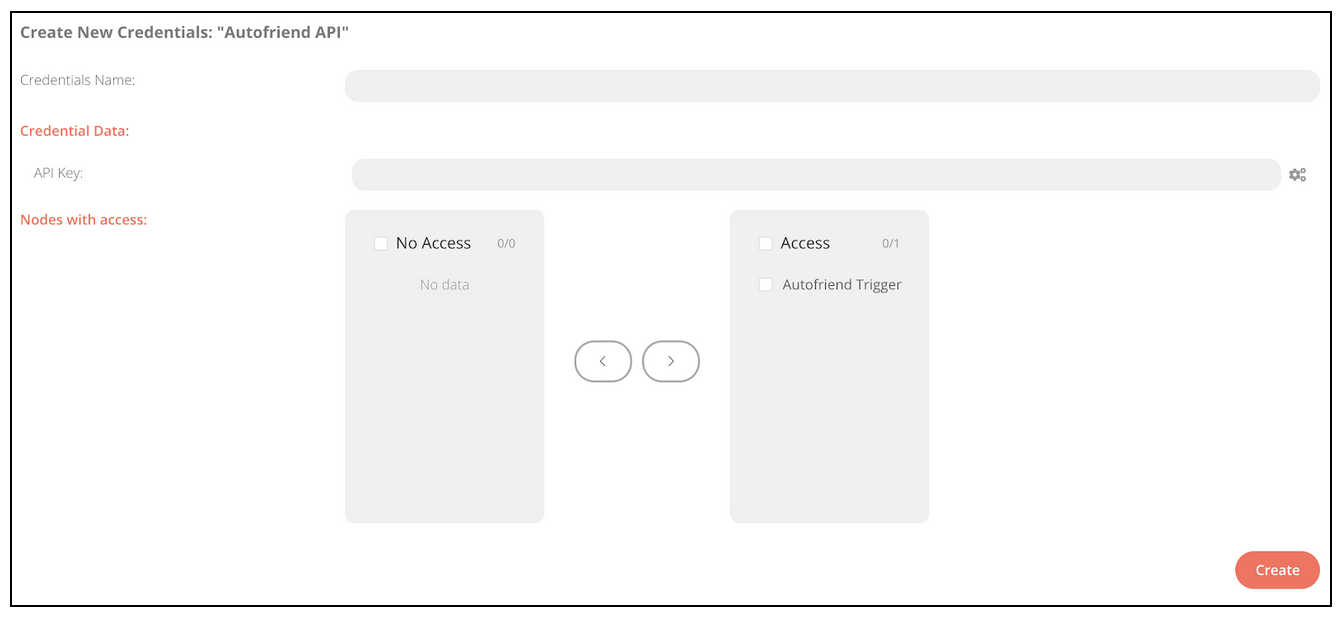 Create New Credentials: "Autofriend API"
Credentials Name:
Credential Data:
API Key:
Nodes with access:
No Access 0/0
No data
Access 0/1
Autofriend Trigger
Create